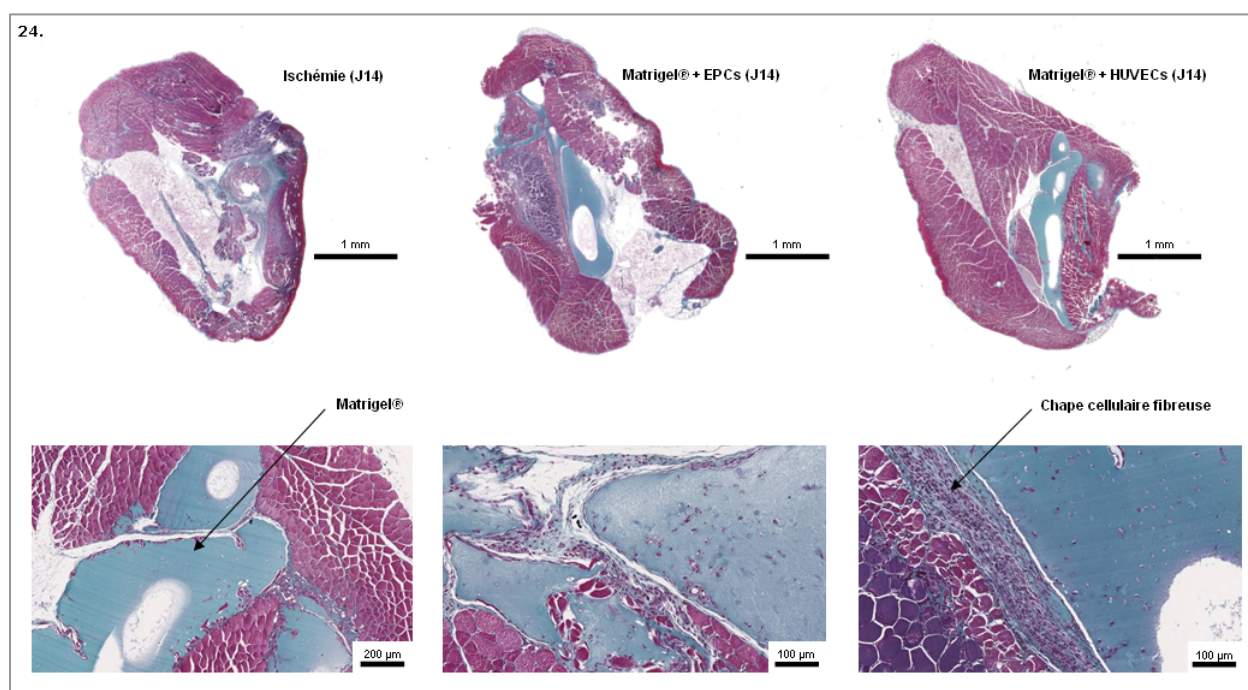 24.
Ischémie (J14)
Matrigel® + EPCs (J14)
Matrigel® + HUVECs (J14)
1 mm
1 mm
1 mm
Matrigel®
Chape cellulaire fibreuse
200 µm
100 µm
100 µm